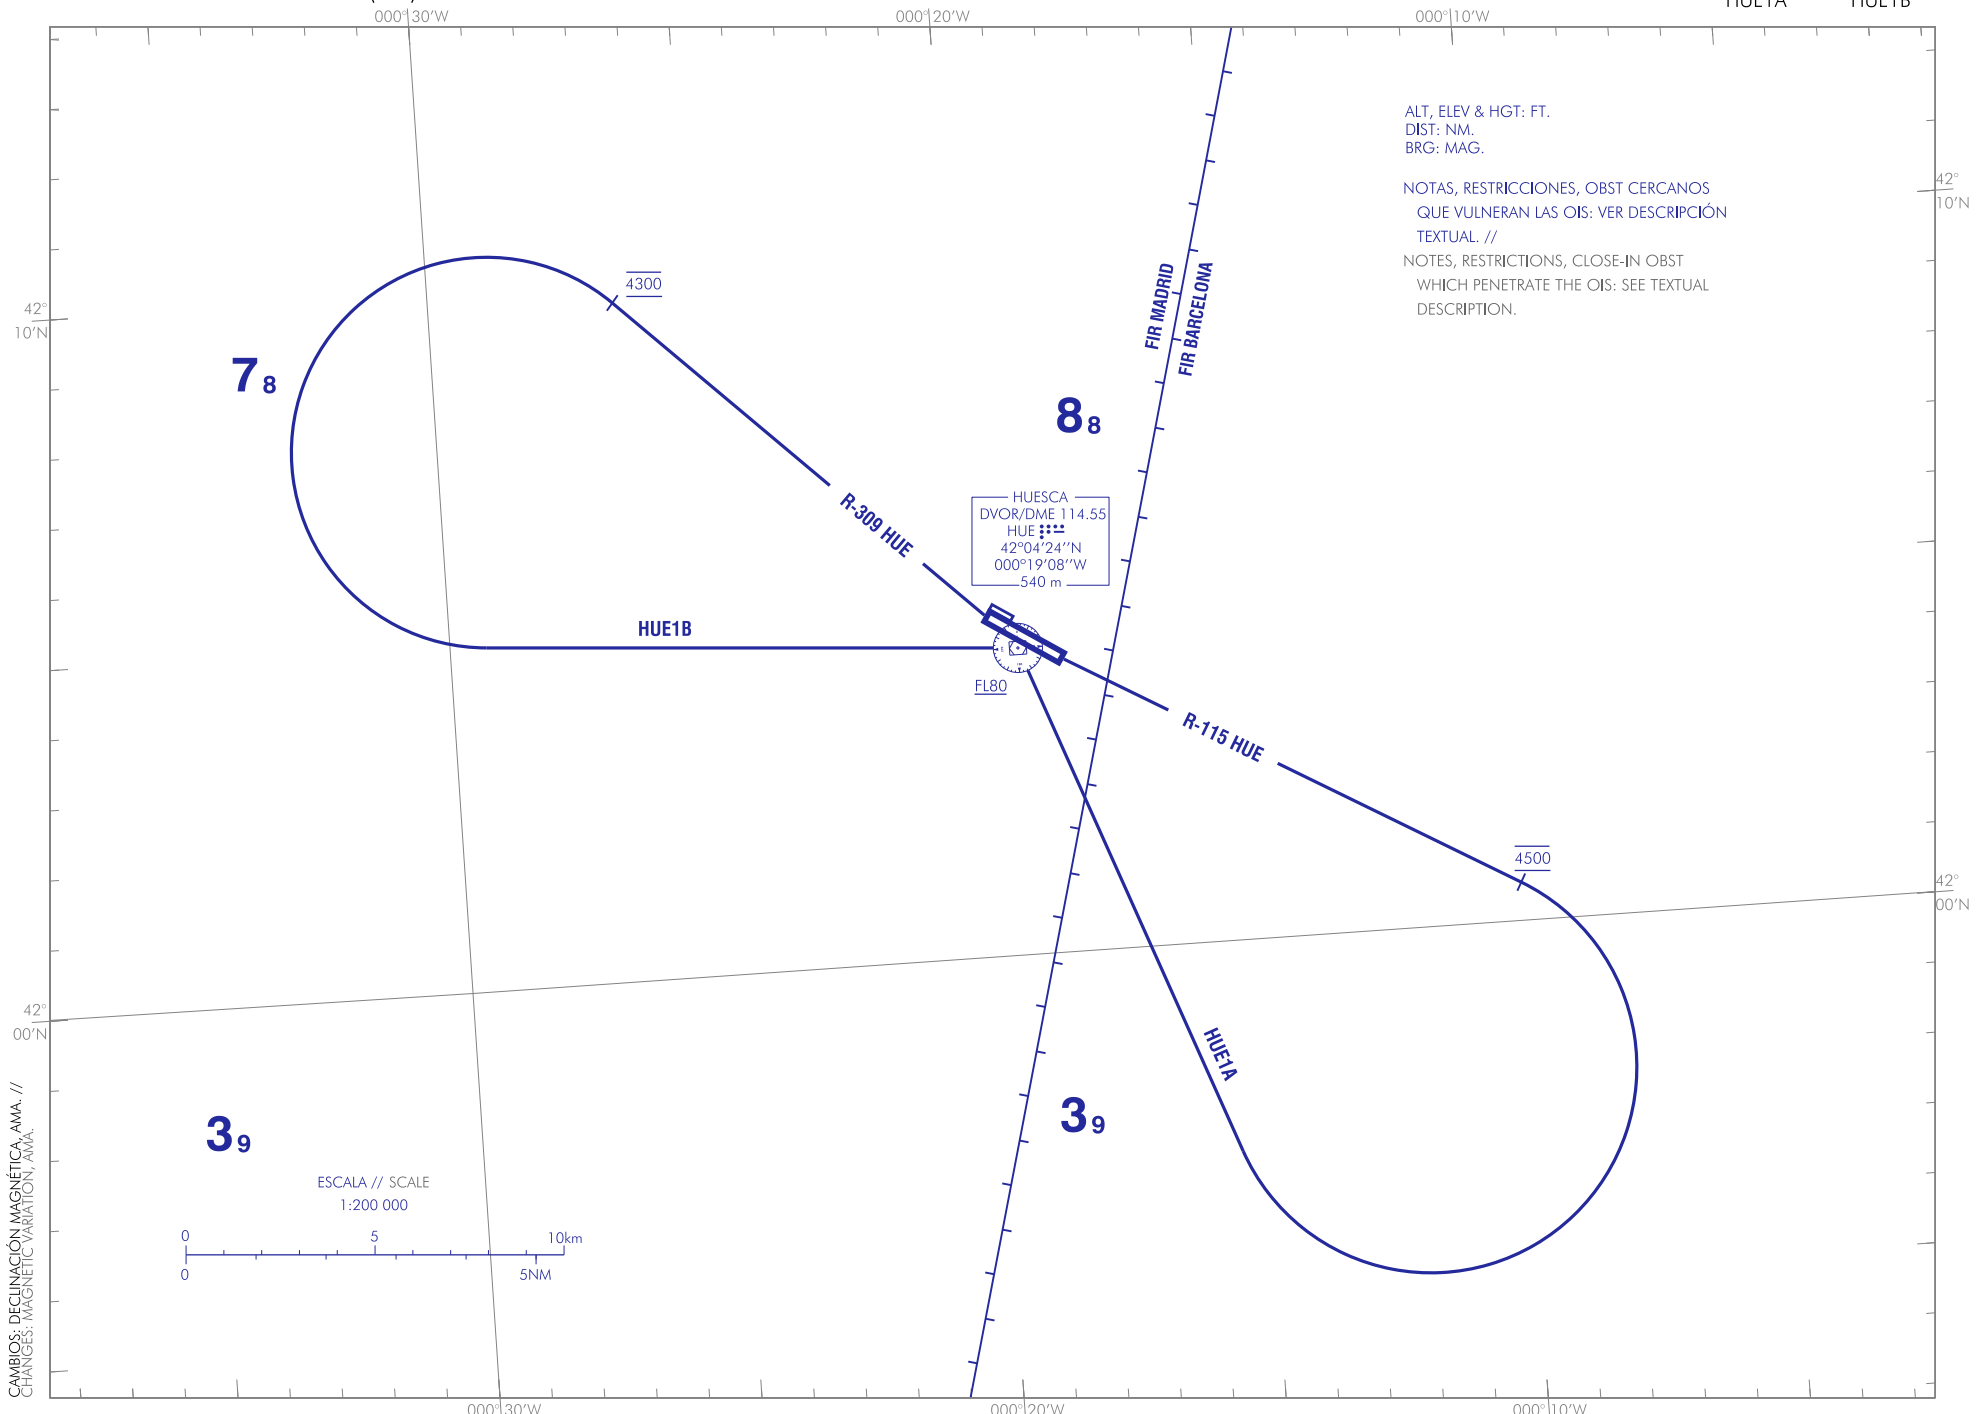 000°30'W
000°20'W
000°10'W
HUE1A
HUE1B
ALT, ELEV & HGT: FT.
DIST: NM.
BRG: MAG.
42°
10'N
NOTAS, RESTRICCIONES, OBST CERCANOS
QUE VULNERAN LAS OIS: VER DESCRIPCIÓN
TEXTUAL. //
NOTES, RESTRICTIONS, CLOSE-IN OBST
WHICH PENETRATE THE OIS: SEE TEXTUAL
DESCRIPTION.
4300
FIR MADRID
FIR BARCELONA
42°
10'N
7 8
8 8
R-309 HUE
HUESCA
DVOR/DME 114.55
HUE
42°04'24''N
000°19'08''W
540 m
HUE1B
FL80
R-115 HUE
4500
42°
00'N
42°
00'N
HUE1A
3 9
3 9
ESCALA // SCALE
1:200 000
0
5
10km
0
5NM
CAMBIOS: DECLINACIÓN MAGNÉTICA, AMA. //
CHANGES: MAGNETIC VARIATION, AMA.
000°30'W
000°20'W
000°10'W